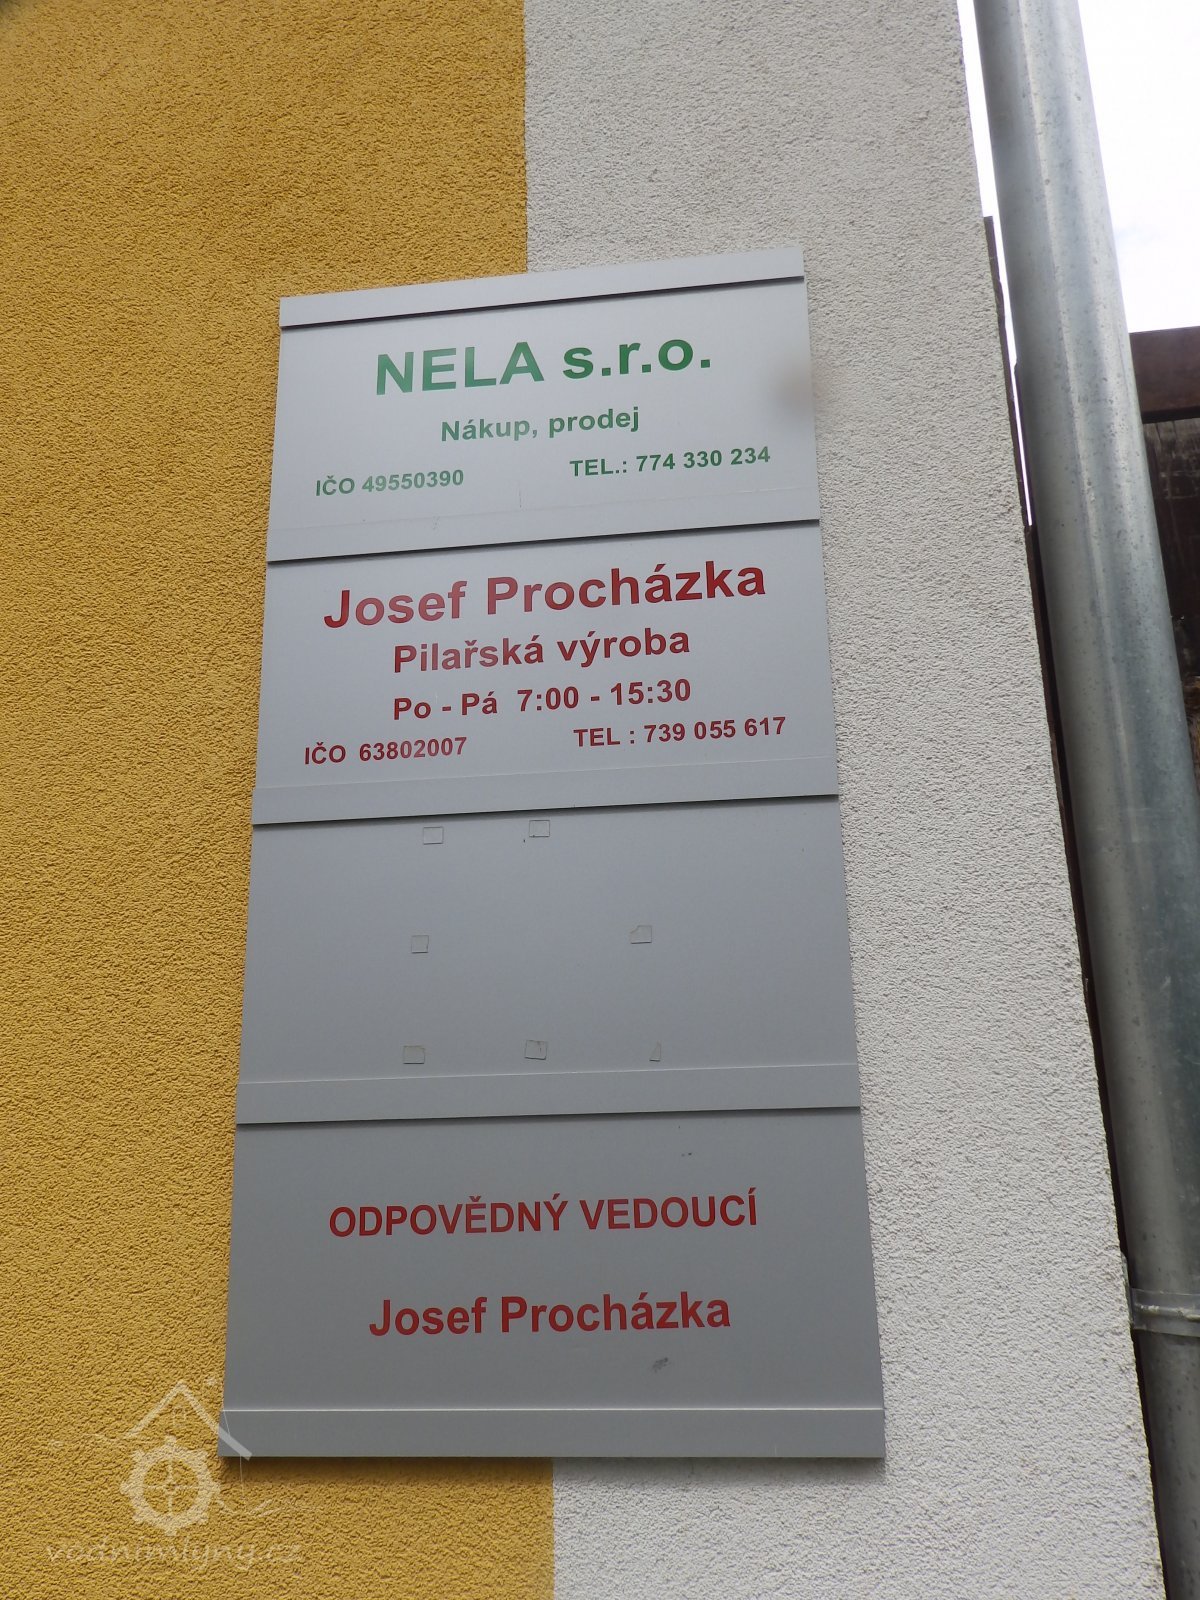 NELA s.r.o.
Nákup, prodej
IČO 49550390 TEL.: 774 330 234
Josef Procházka
Pilařská výroba
Po - Pá 7:00 - 15:30
IČO 63802007 TEL : 739 055 617
ODPOVĚDNÝ VEDOUCÍ
Josef Procházka
vodnimlyny.cz